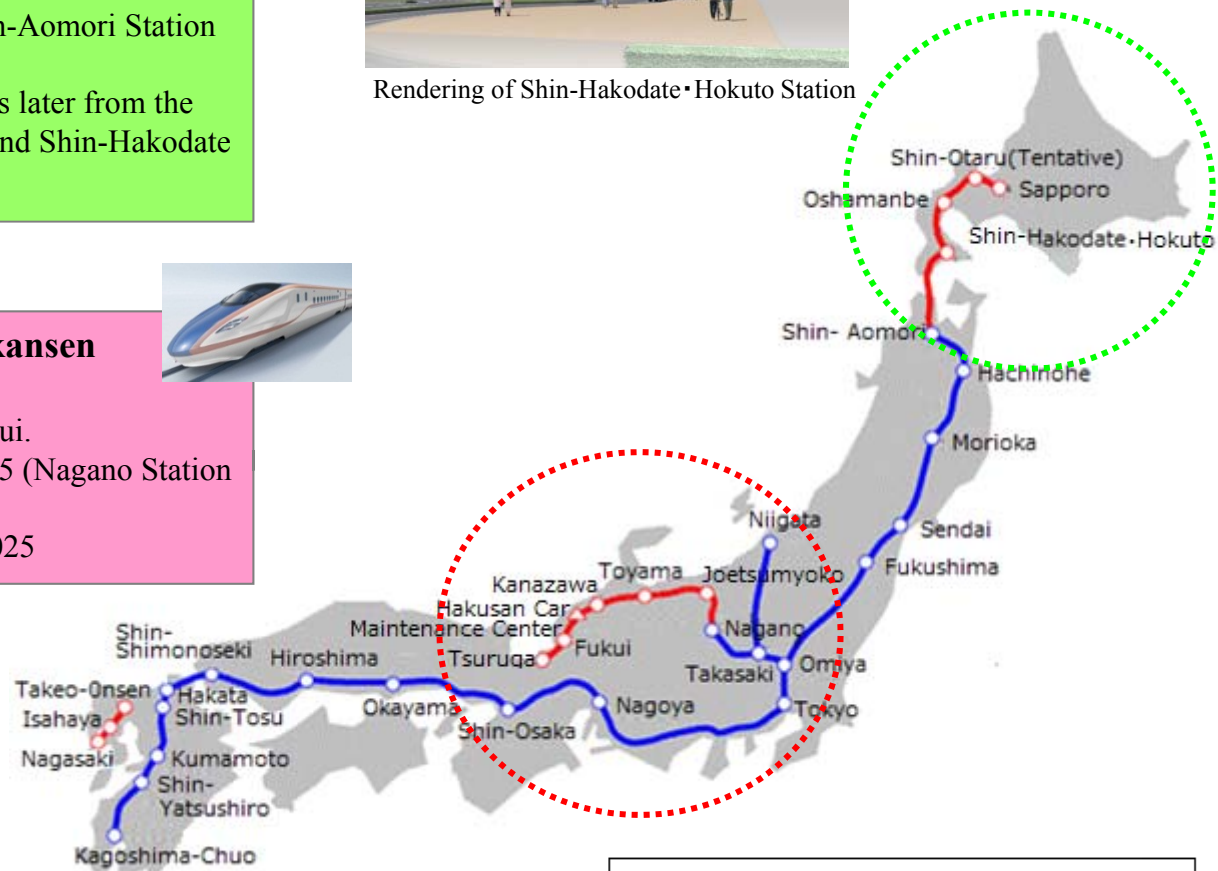 n-Aomori Station
s later from the
nd Shin-Hakodate
Rendering of Shin-Hakodate・Hokuto Station
kansen
ui.
5 (Nagano Station
025
Shin-Otaru(Tentative)
Sapporo
Oshamanbe
Shin-Hakodate・Hokuto
Shin- Aomori
Hachinohe
Morioka
Sendai
Fukushima
Niigata
Joetsumyoko
Toyama
Kanazawa
Hakusan Car
Maintenance Center
Fukui
Tsuruga
Nagano
Takasaki
Omiya
Tokyo
Nagoya
Shin-Osaka
Okayama
Hiroshima
Shin-
Shimonoseki
Hakata
Shin-Tosu
Takeo-Onsen
Isahaya
Nagasaki
Kumamoto
Shin-
Yatsushiro
Kagoshima-Chuo